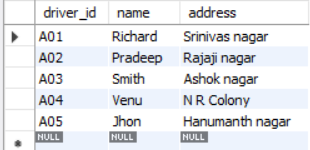 driver_id name address
A01 Richard Srinivas nagar
A02 Pradeep Rajaji nagar
A03 Smith Ashok nagar
A04 Venu N R Colony
A05 Jhon Hanumanth nagar
NULL NULL NULL